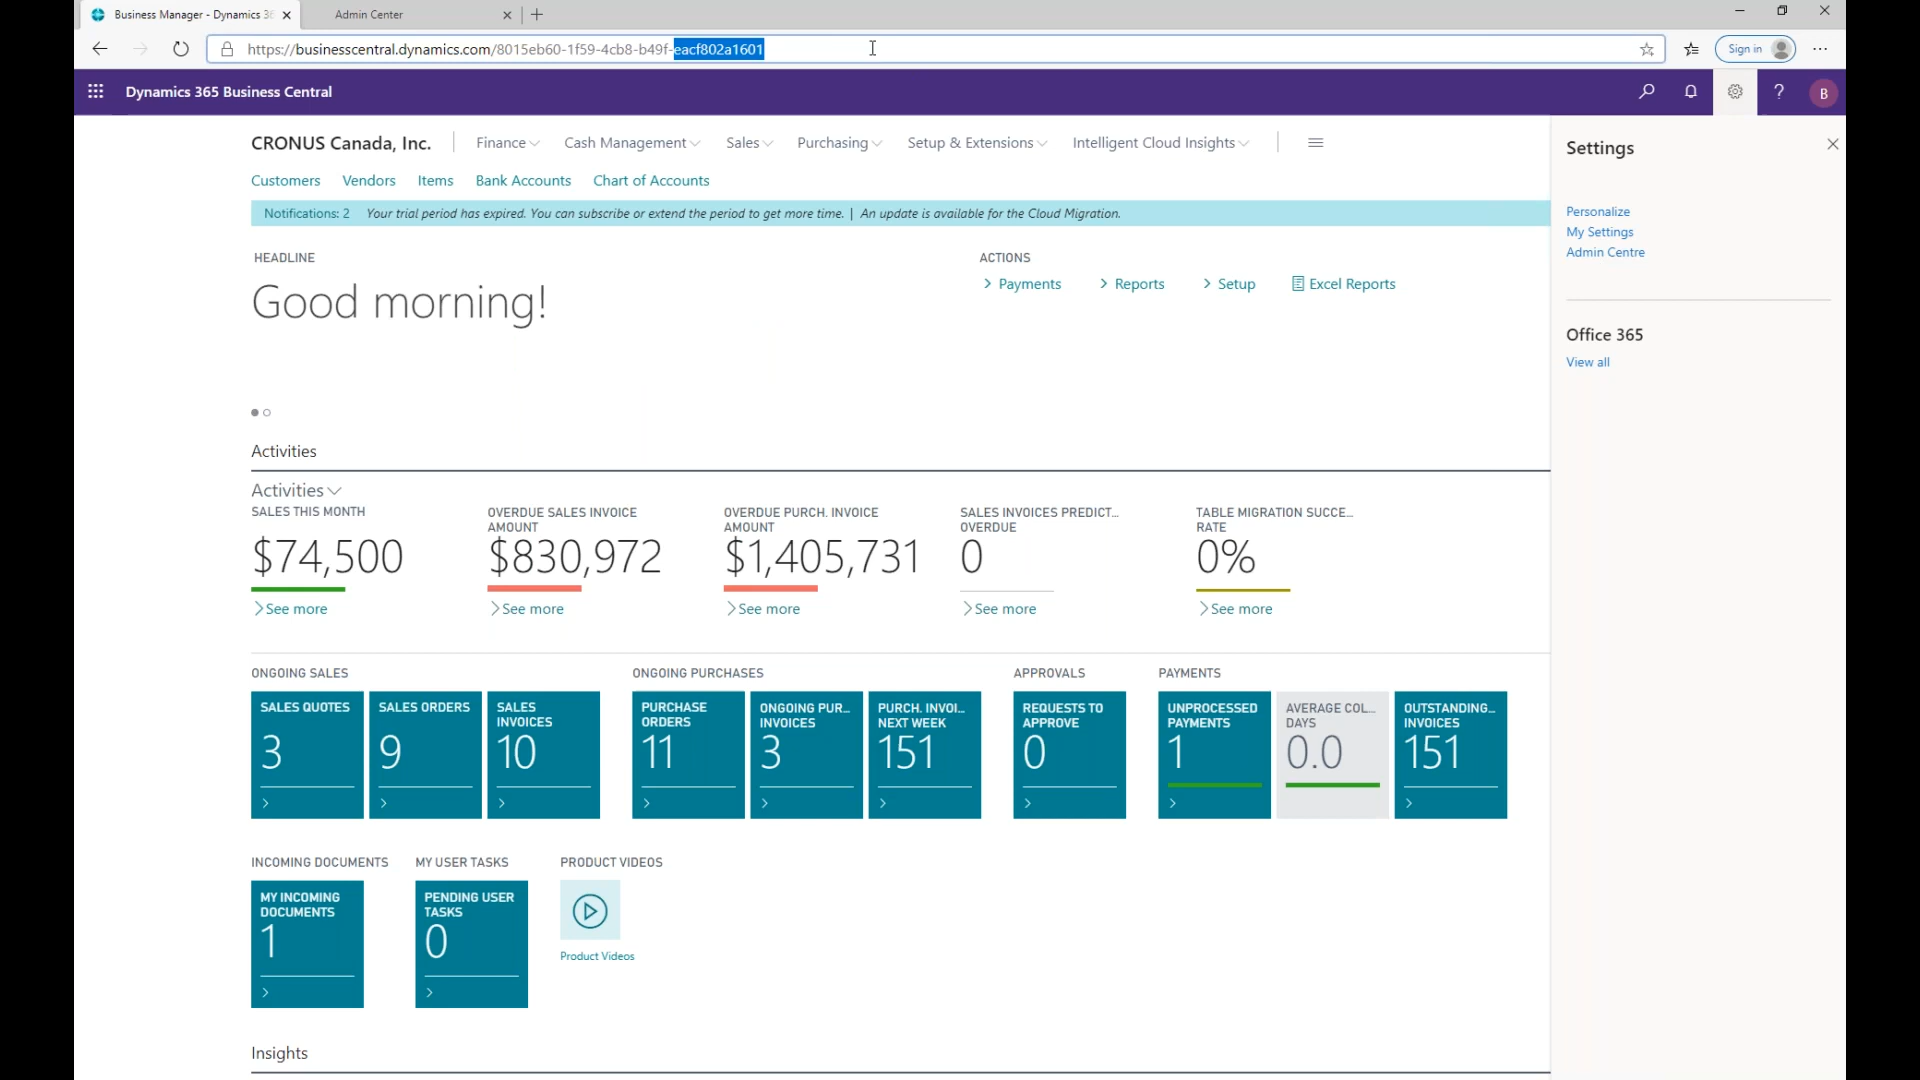 Business Manager - Dynamics 36
Admin Center
https://businesscentral.dynamics.com/8015eb60-1f59-4cb8-b49f-eacf802a1601
Sign in
Dynamics 365 Business Central
?
B
CRONUS Canada, Inc.
Finance
Cash Management
Sales
Purchasing
Setup & Extensions
Intelligent Cloud Insights
Customers
Vendors
Items
Bank Accounts
Chart of Accounts
Notifications: 2 Your trial period has expired. You can subscribe or extend the period to get more time. | An update is available for the Cloud Migration.
HEADLINE
Good morning!
ACTIONS
> Payments
> Reports
> Setup
Excel Reports
Activities
Activities
SALES THIS MONTH
$74,500
> See more
OVERDUE SALES INVOICE
AMOUNT
$830,972
> See more
OVERDUE PURCH. INVOICE
AMOUNT
$1,405,731
> See more
SALES INVOICES PREDICT...
OVERDUE
0
> See more
TABLE MIGRATION SUCCE...
RATE
0%
> See more
ONGOING SALES
SALES QUOTES
3
>
SALES ORDERS
9
>
SALES
INVOICES
10
>
ONGOING PURCHASES
PURCHASE
ORDERS
11
>
ONGOING PUR...
INVOICES
3
>
PURCH. INVOI...
NEXT WEEK
151
>
APPROVALS
REQUESTS TO
APPROVE
0
>
PAYMENTS
UNPROCESSED
PAYMENTS
1
>
AVERAGE COL...
DAYS
0.0
OUTSTANDING...
INVOICES
151
>
INCOMING DOCUMENTS
MY INCOMING
DOCUMENTS
1
>
MY USER TASKS
PENDING USER
TASKS
0
>
PRODUCT VIDEOS
Product Videos
Insights
Settings
Personalize
My Settings
Admin Centre
Office 365
View all